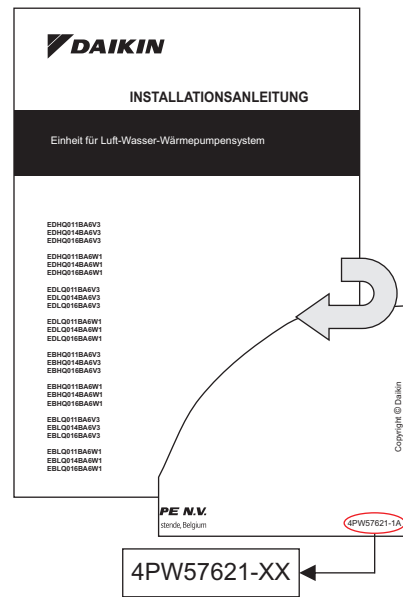 DAIKIN
INSTALLATIONSANLEITUNG
Einheit für Luft-Wasser-Wärmepumpensystem
EDHQ011BA6V3
EDHQ014BA6V3
EDHQ016BA6V3
EDHQ011BA6W1
EDHQ014BA6W1
EDHQ016BA6W1
EDLQ011BA6V3
EDLQ014BA6V3
EDLQ016BA6V3
EDLQ011BA6W1
EDLQ014BA6W1
EDLQ016BA6W1
EBHQ011BA6V3
EBHQ014BA6V3
EBHQ016BA6V3
EBHQ011BA6W1
EBHQ014BA6W1
EBHQ016BA6W1
EBLQ011BA6V3
EBLQ014BA6V3
EBLQ016BA6V3
EBLQ011BA6W1
EBLQ014BA6W1
EBLQ016BA6W1
Copyright © Daikin
PE N.V.
stende, Belgium
4PW57621-1A
4PW57621-XX